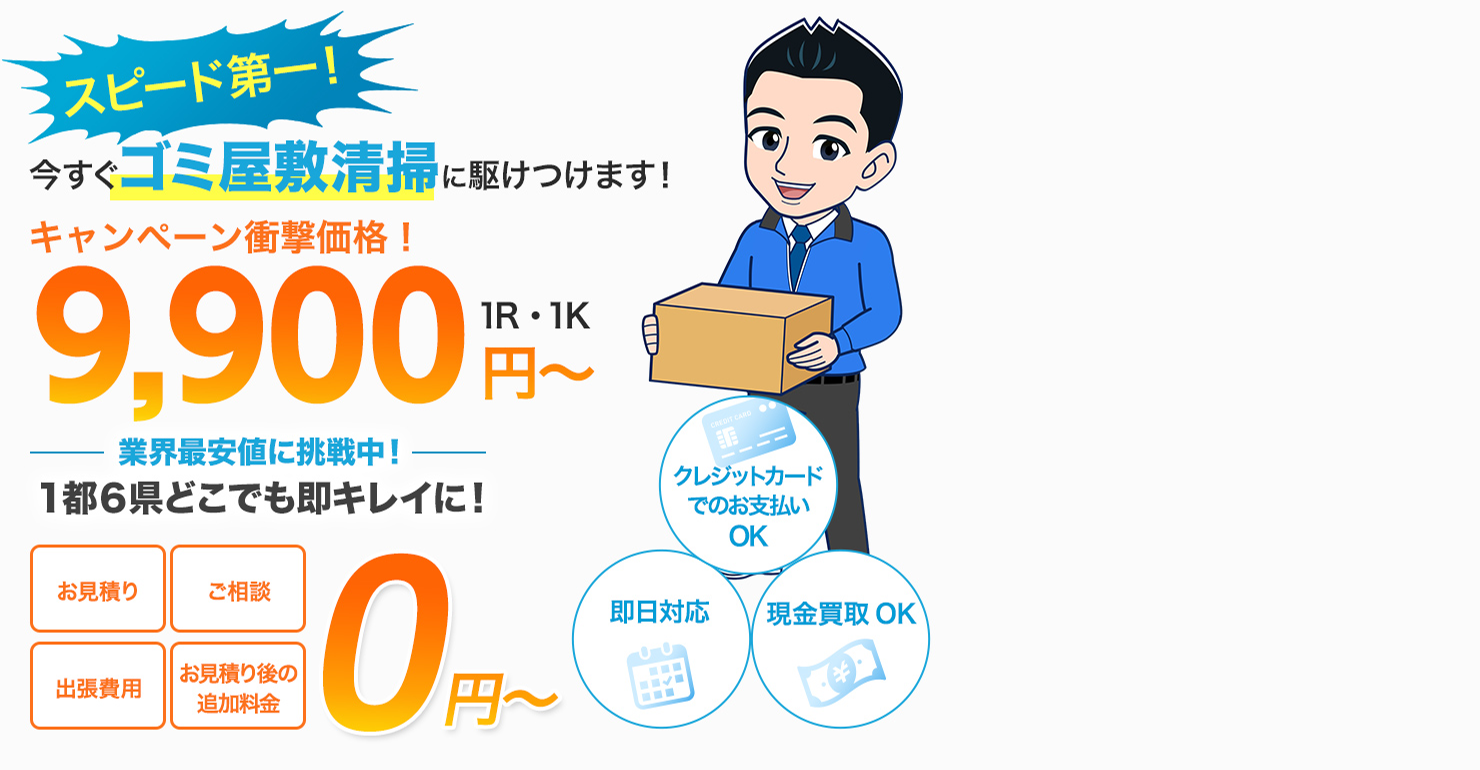 スピード第一!
今すぐゴミ屋敷清掃に駆けつけます!
キャンペーン衝撃価格!
9,900
1R・1K
円〜
業界最安値に挑戦中!
1都6県どこでも即キレイに!
お見積り
ご相談
出張費用
お見積り後の
追加料金
0円〜
CREDIT CARD
クレジットカード
でのお支払い
OK
即日対応
現金買取 OK
¥